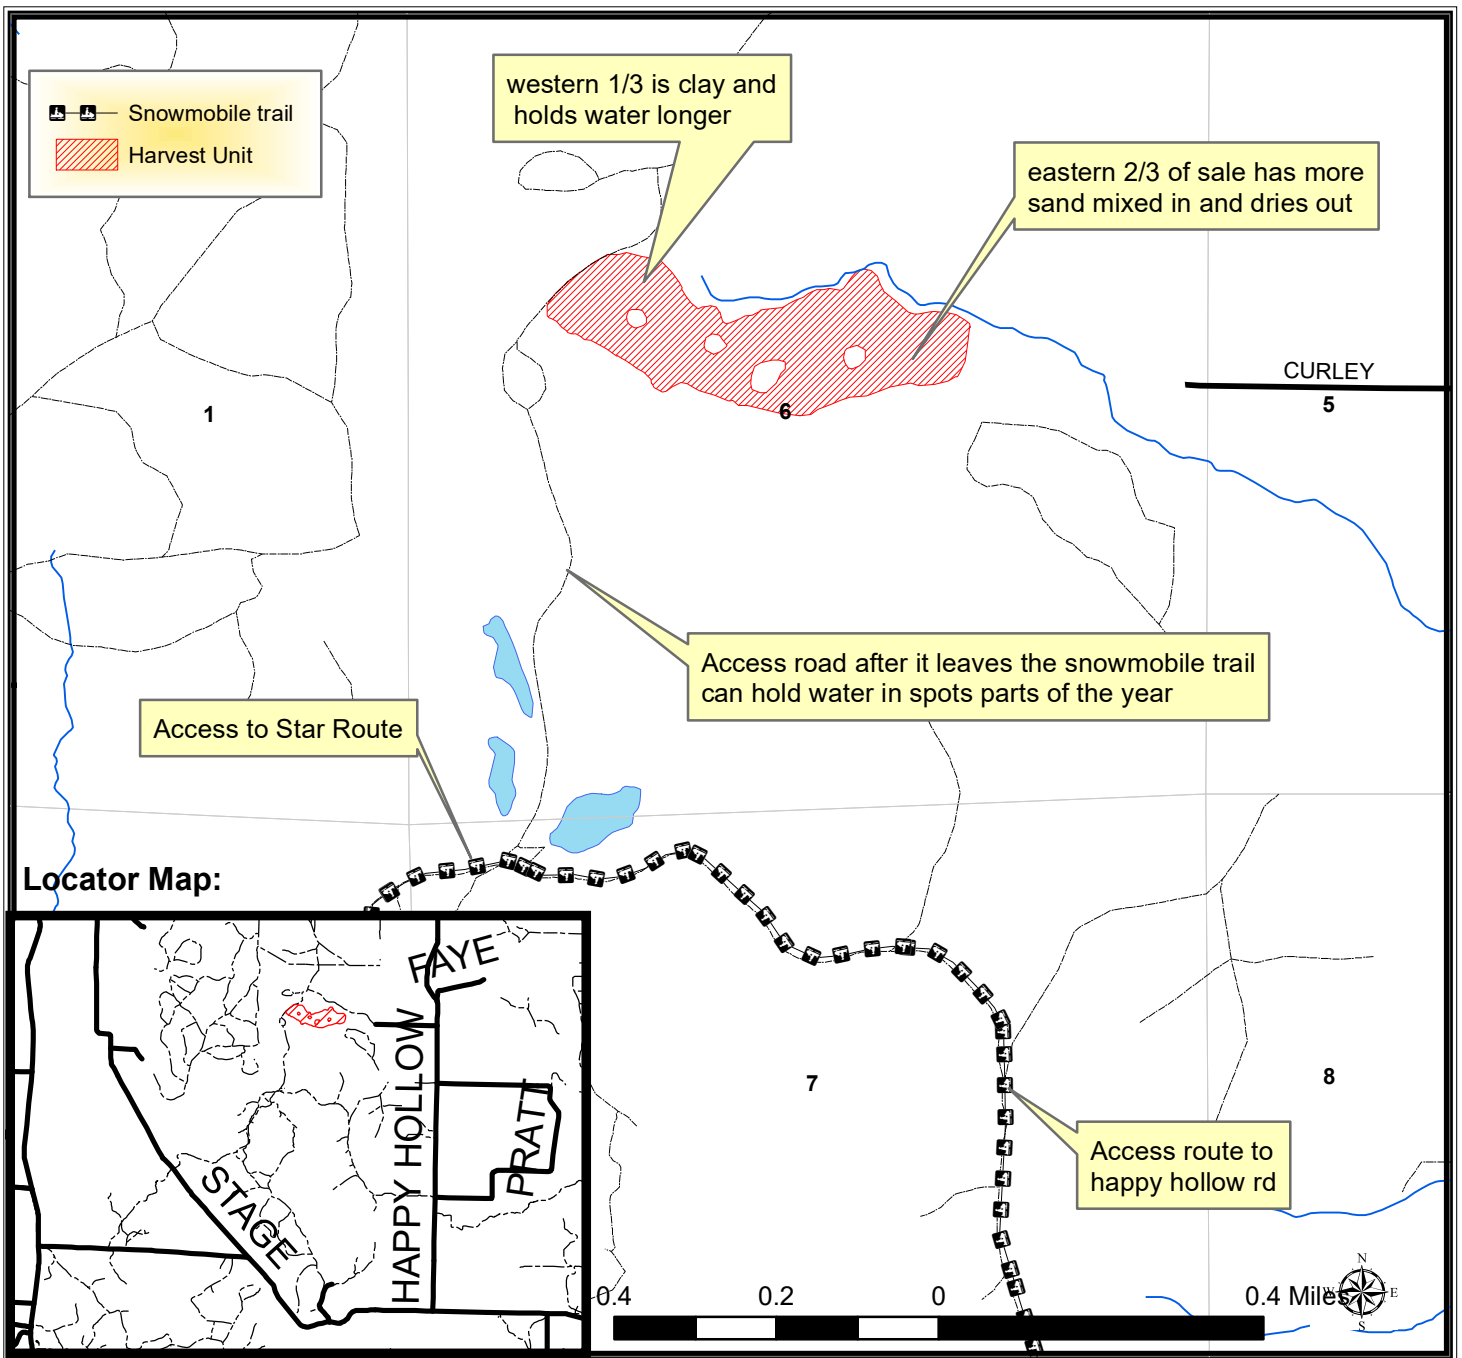 western 1/3 is clay and
holds water longer
Snowmobile trail
Harvest Unit
eastern 2/3 of sale has more
sand mixed in and dries out
CURLEY
1
6
5
Access road after it leaves the snowmobile trail
can hold water in spots parts of the year
Access to Star Route
Locator Map:
FAYE
HAPPY HOLLOW
PRATT
STAGE
7
8
Access route to
happy hollow rd
0.4 0.2 0 0.4 Miles
N
W E
S